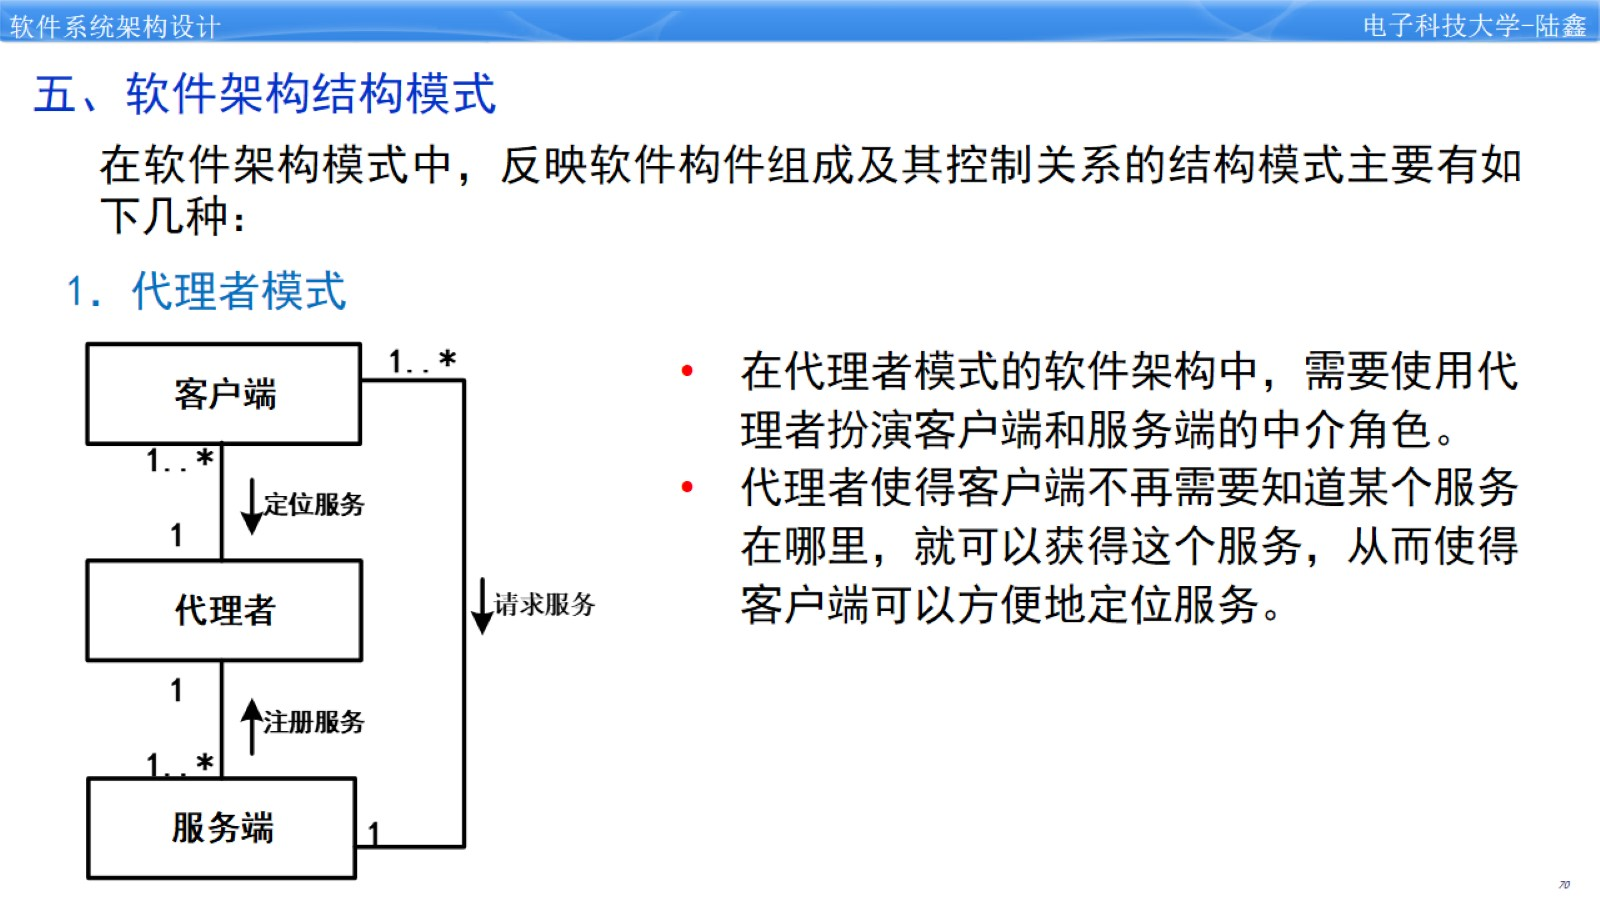 软件系统架构设计
电子科技大学-陆鑫
五、软件架构结构模式
在软件架构模式中，反映软件构件组成及其控制关系的结构模式主要有如
下几种：
1．代理者模式
客户端
1..*
1..*
定位服务
1
代理者
请求服务
1
注册服务
1..*
服务端
1
• 在代理者模式的软件架构中，需要使用代
理者扮演客户端和服务端的中介角色。
• 代理者使得客户端不再需要知道某个服务
在哪里，就可以获得这个服务，从而使得
客户端可以方便地定位服务。
70